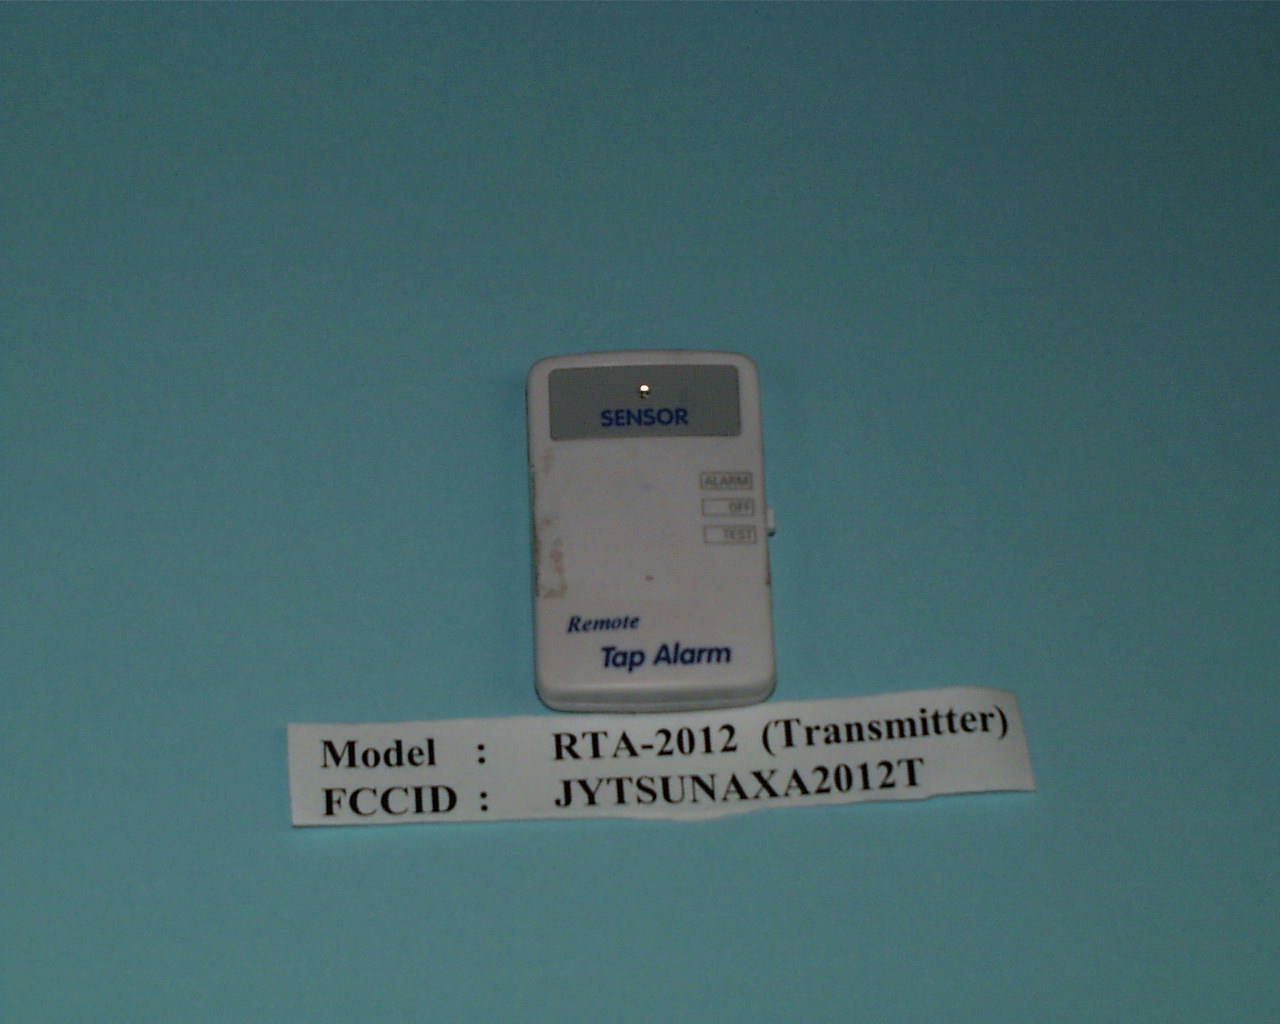 SENSOR
ALARM
OFF
TEST
Remote
Tap Alarm
Model : RTA-2012 (Transmitter)
FCCID : JYTSUNAXA2012T